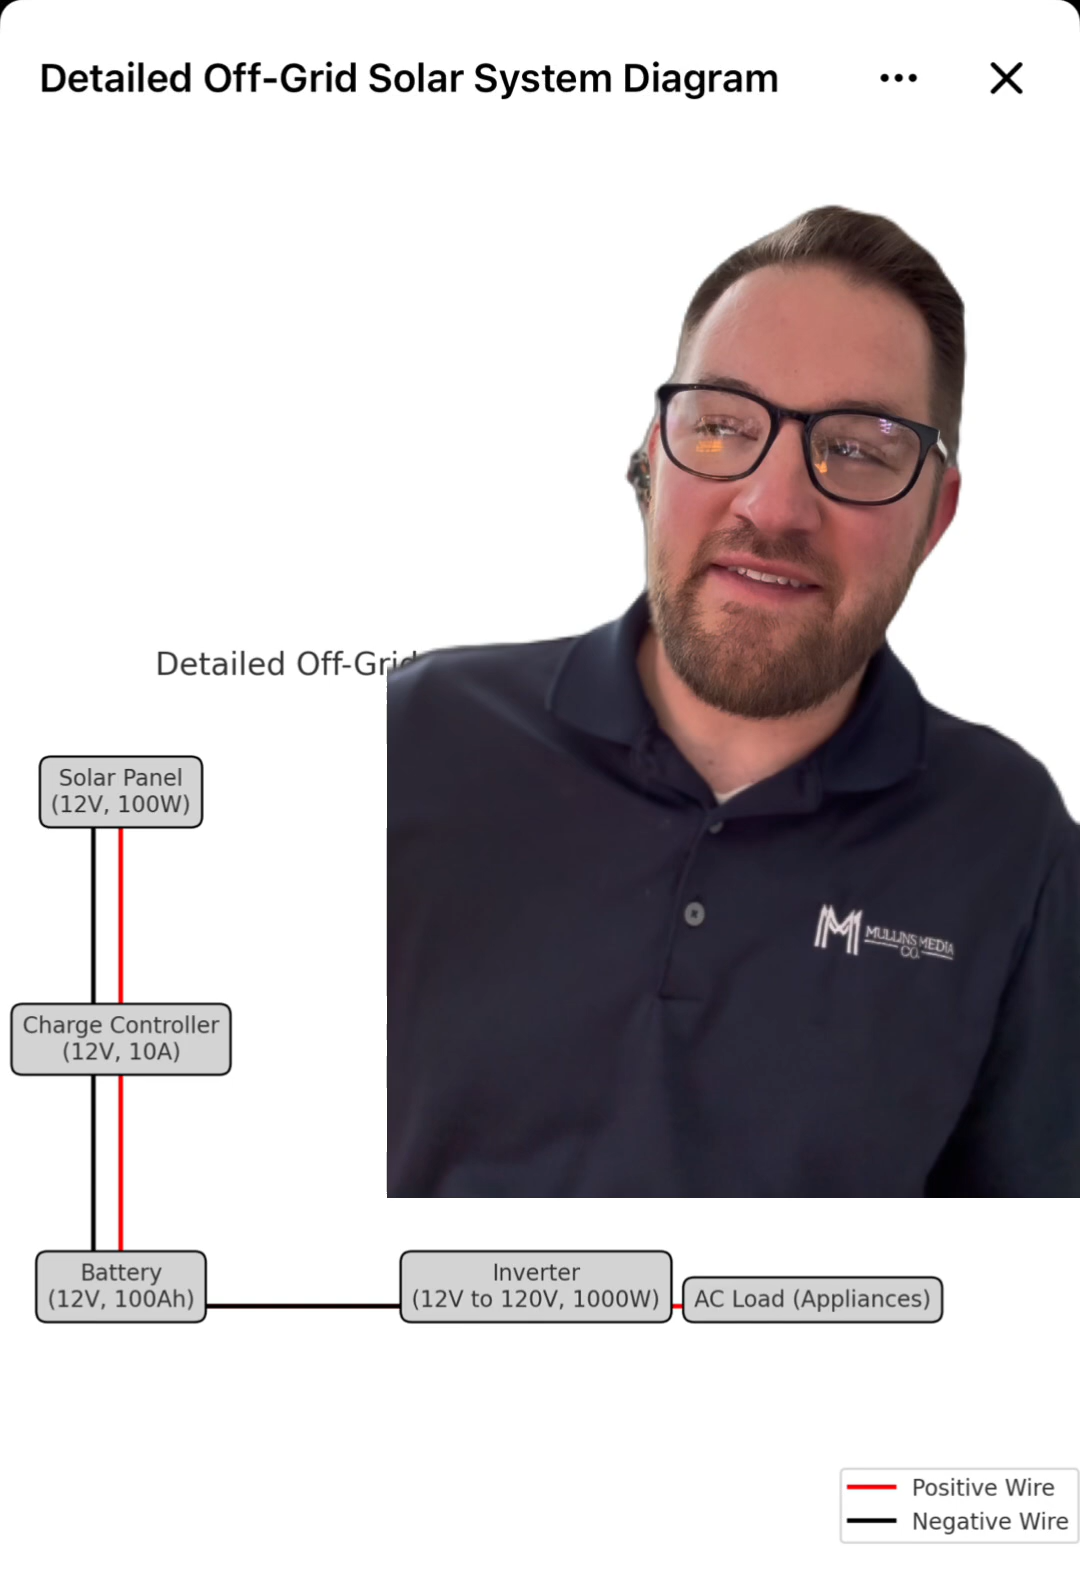 Detailed Off-Grid Solar System Diagram
Detailed Off-Grid
Solar Panel
(12V, 100W)
MULLINS MEDIA
CO.
Charge Controller
(12V, 10A)
Battery
(12V, 100Ah)
Inverter
(12V to 120V, 1000W)
AC Load (Appliances)
Positive Wire
Negative Wire